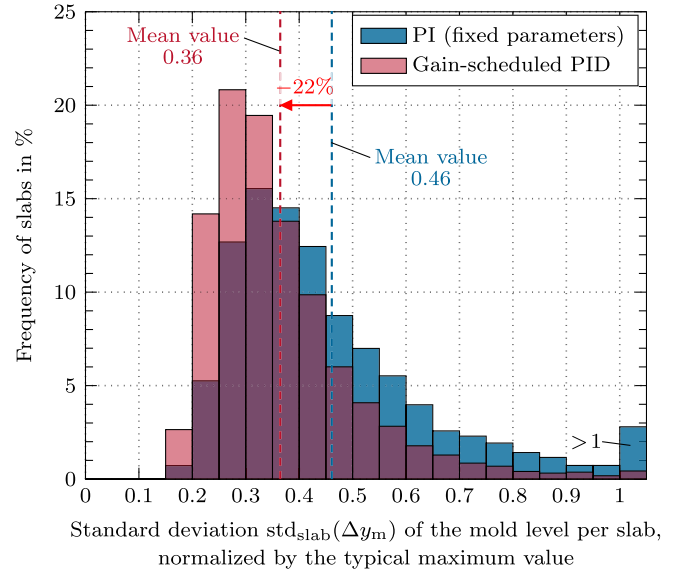 25
20
15
10
5
0
Frequency of slabs in %
Mean value
0.36
−22%
PI (fixed parameters)
Gain-scheduled PID
Mean value
0.46
>1
0 0.1 0.2 0.3 0.4 0.5 0.6 0.7 0.8 0.9 1
Standard deviation std_slab(Δy_m) of the mold level per slab,
normalized by the typical maximum value